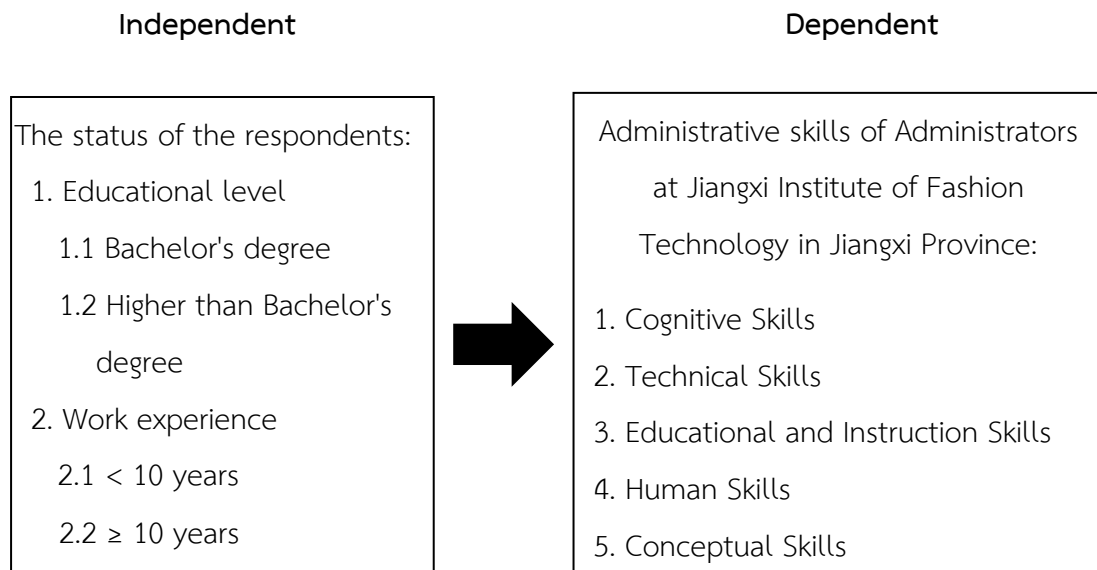 Independent
The status of the respondents:
1. Educational level
1.1 Bachelor's degree
1.2 Higher than Bachelor's
degree
2. Work experience
2.1 < 10 years
2.2 ≥ 10 years
Dependent
Administrative skills of Administrators
at Jiangxi Institute of Fashion
Technology in Jiangxi Province:
1. Cognitive Skills
2. Technical Skills
3. Educational and Instruction Skills
4. Human Skills
5. Conceptual Skills